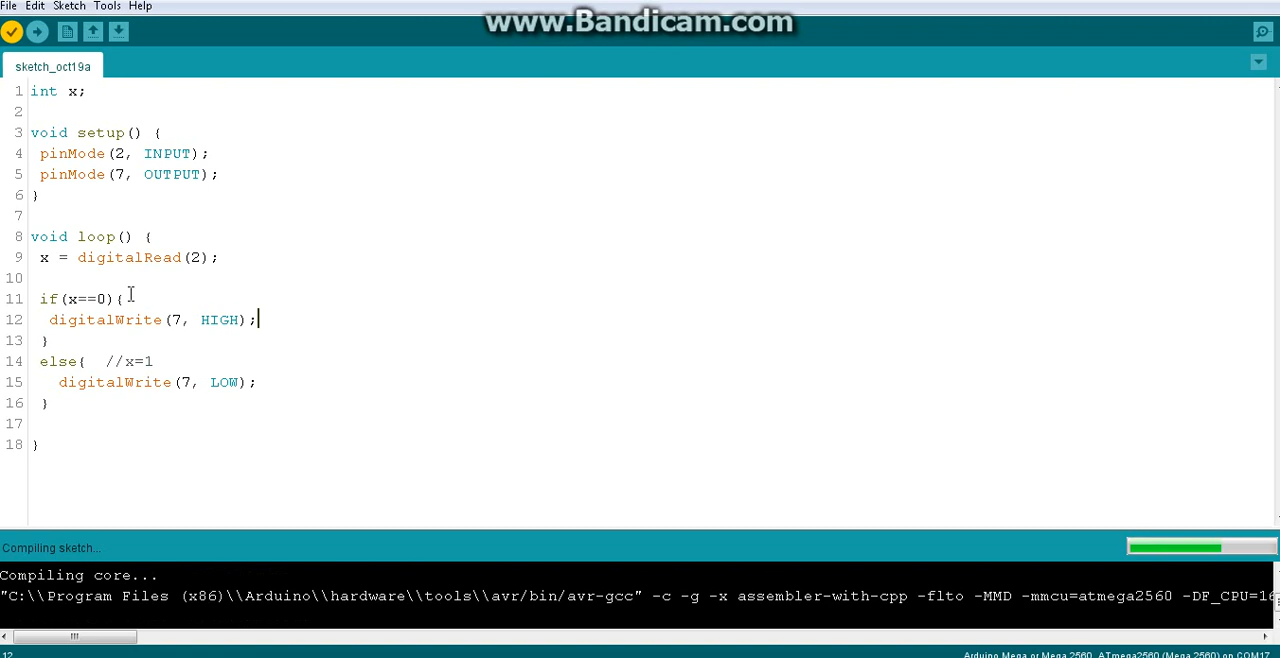 File Edit Sketch Tools Help
www.Bandicam.com
sketch_oct19a
1 int x;
2
3 void setup() {
4 pinMode(2, INPUT);
5 pinMode(7, OUTPUT);
6 }
7
8 void loop() {
9 x = digitalRead(2);
10
11 if(x==0){
12 digitalWrite(7, HIGH);
13 }
14 else{ //x=1
15 digitalWrite(7, LOW);
16 }
17
18 }
Compiling sketch...
Compiling core...
"C:\\Program Files (x86)\\Arduino\\hardware\\tools\\avr/bin/avr-gcc" -c -g -x assembler-with-cpp -flto -MMD -mmcu=atmega2560 -DF_CPU=16
12 Arduino Mega or Mega 2560, ATmega2560 (Mega 2560) on COM17